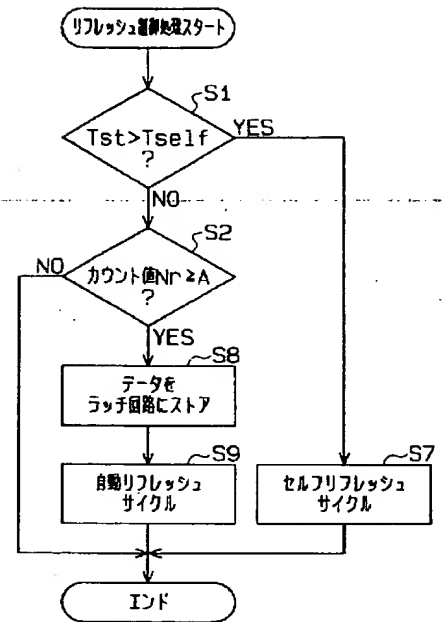 リフレッシュ制御処理スタート
S1
Tst>Tself
?
YES
NO
S2
カウント値Nr≧A
?
NO
YES
S8
データを
ラッチ回路にストア
S9
自動リフレッシュ
サイクル
S7
セルフリフレッシュ
サイクル
エンド